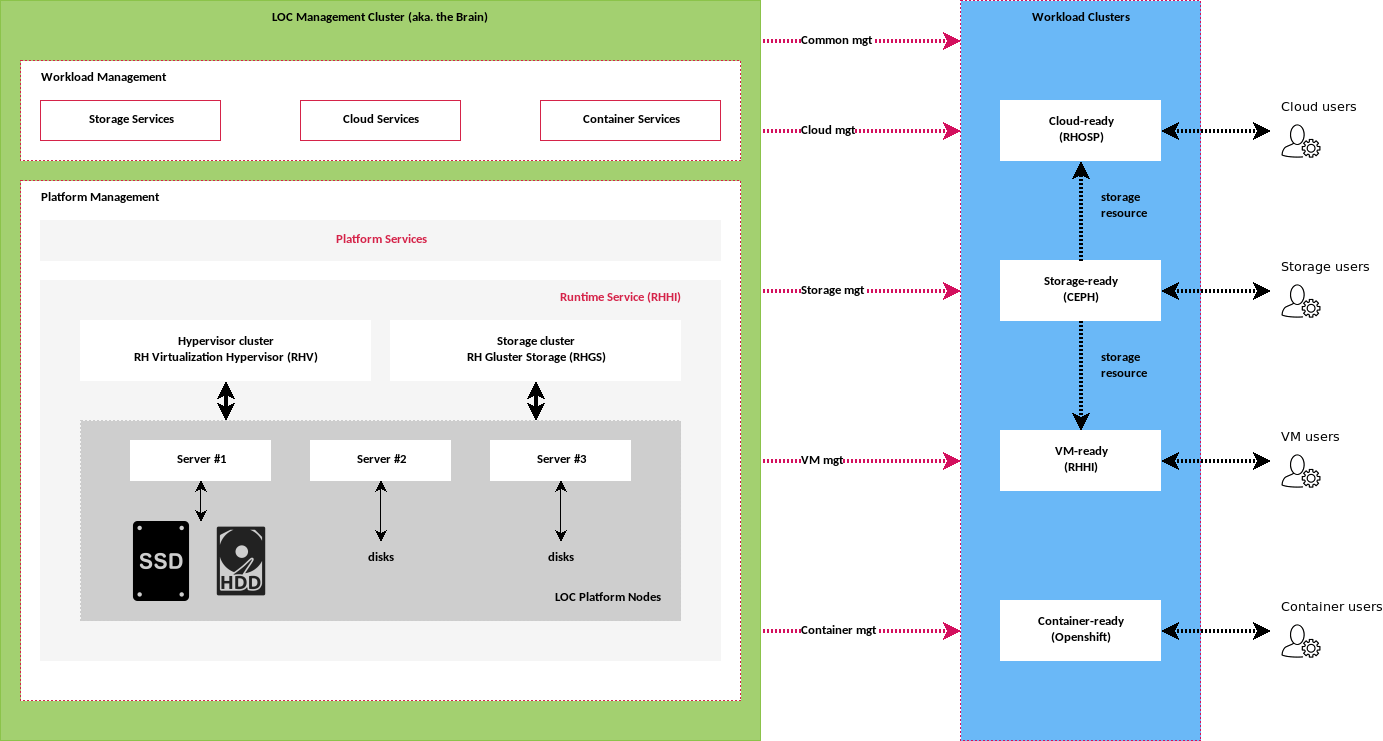 LOC Management Cluster (aka. the Brain)
Workload Management
Storage Services
Cloud Services
Container Services
Platform Management
Platform Services
Runtime Service (RHHI)
Hypervisor cluster
RH Virtualization Hypervisor (RHV)
Storage cluster
RH Gluster Storage (RHGS)
Server #1
Server #2
Server #3
SSD
HDD
disks
disks
LOC Platform Nodes
Common mgt
Cloud mgt
Storage mgt
VM mgt
Container mgt
Workload Clusters
Cloud-ready
(RHOSP)
storage
resource
Storage-ready
(CEPH)
storage
resource
VM-ready
(RHHI)
Container-ready
(Openshift)
Cloud users
Storage users
VM users
Container users